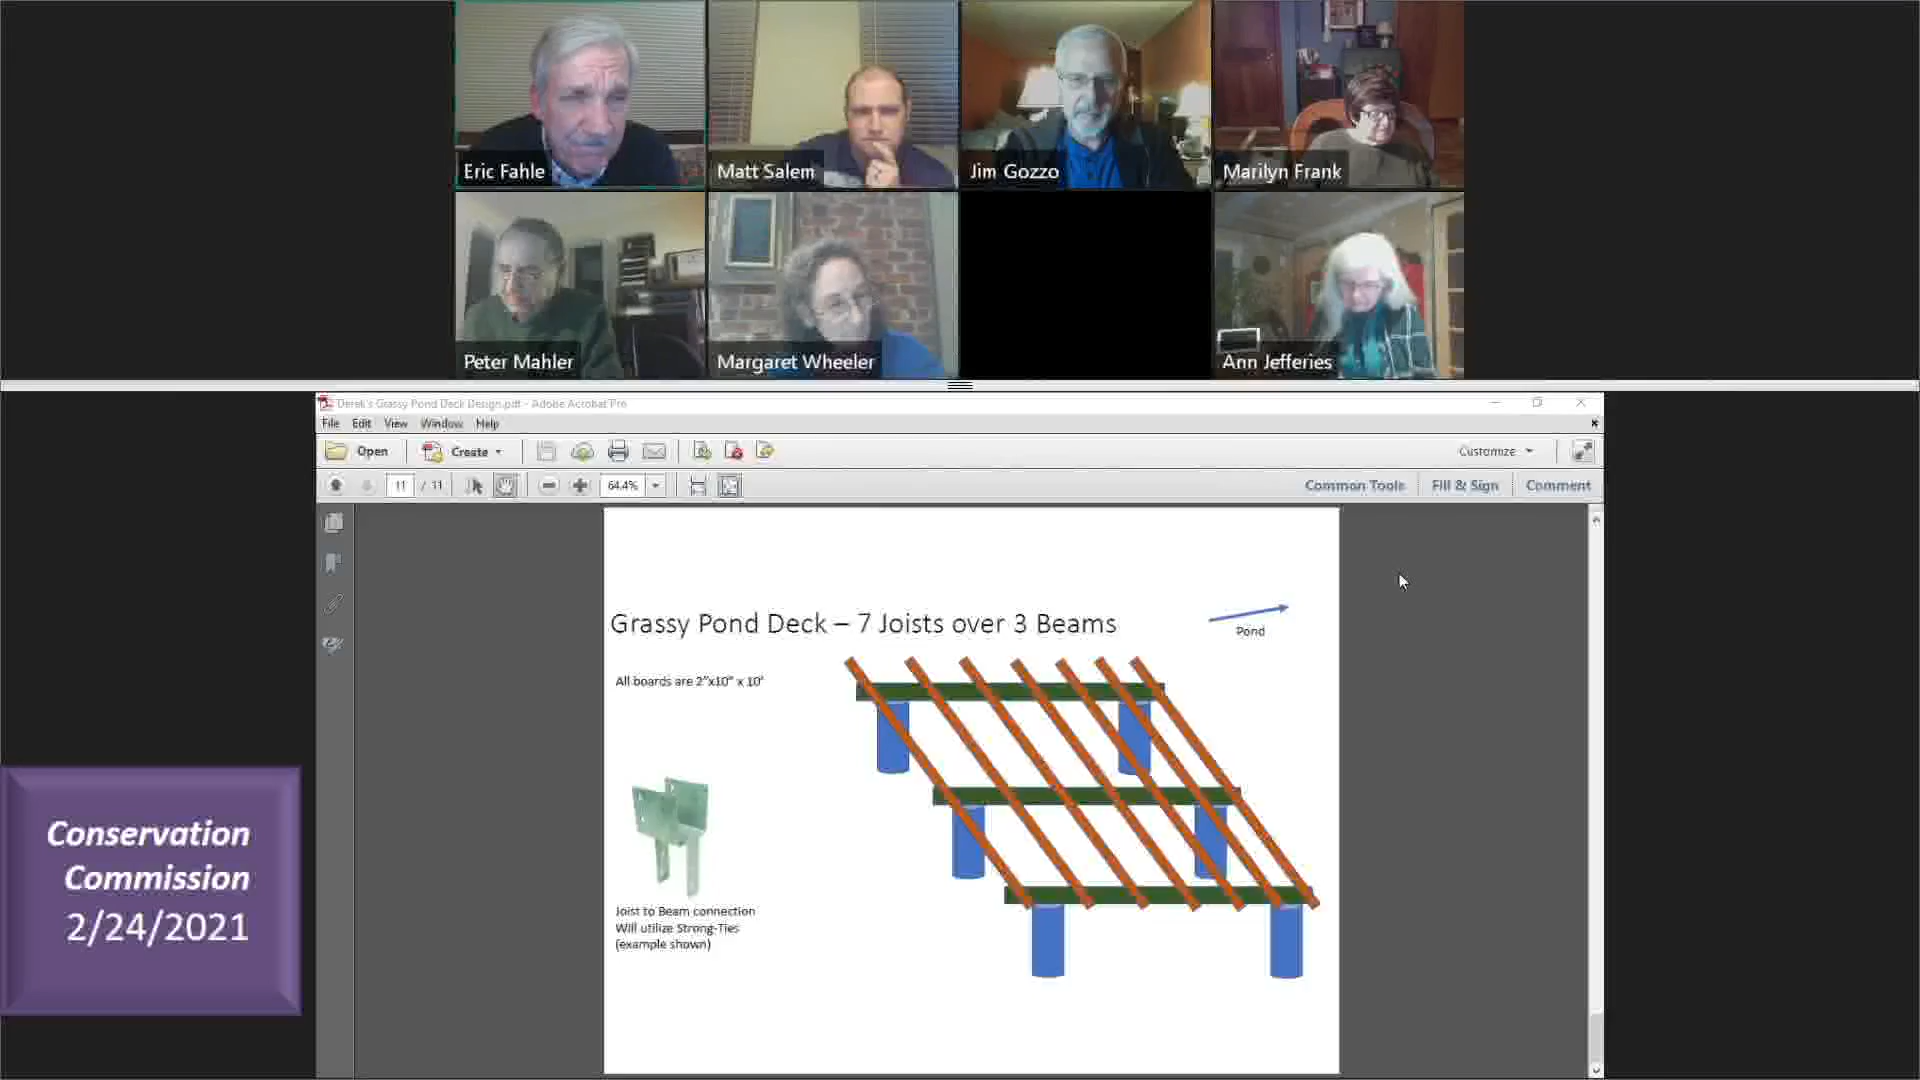 Eric Fahle
Matt Salem
Jim Gozzo
Marilyn Frank
Peter Mahler
Margaret Wheeler
Ann Jefferies
Derek's Grassy Pond Deck Design.pdf - Adobe Acrobat Pro
File Edit View Window Help
Open
Create
Customize
11 / 11
64.4%
Common Tools
Fill & Sign
Comment
Grassy Pond Deck – 7 Joists over 3 Beams
Pond
All boards are 2"x10" x 10'
Joist to Beam connection
Will utilize Strong-Ties
(example shown)
Conservation
Commission
2/24/2021